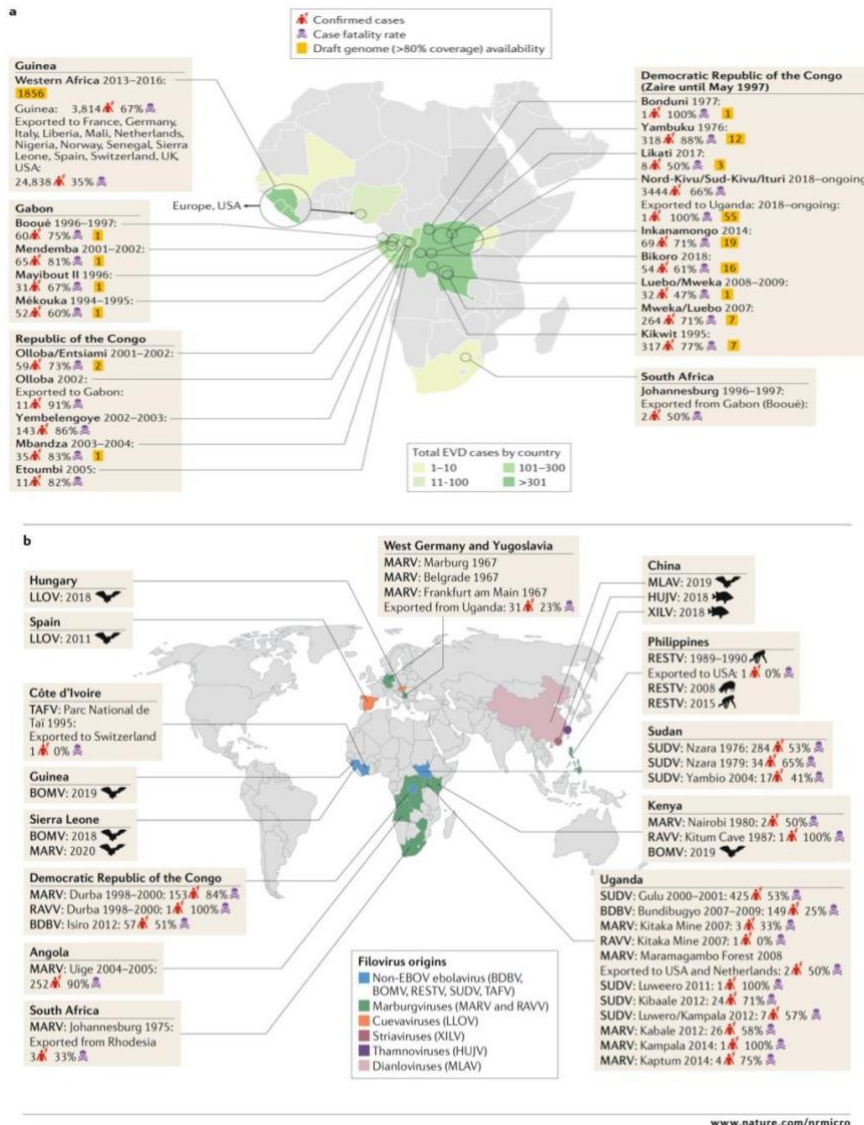 a
Confirmed cases
Case fatality rate
Draft genome (>80% coverage) availability
Guinea
Western Africa 2013–2016:
1856
Guinea: 3,814 67%
Exported to France, Germany,
Italy, Liberia, Mali, Netherlands,
Nigeria, Norway, Senegal, Sierra
Leone, Spain, Switzerland, UK,
USA:
24,838 35%
Gabon
Booué 1996–1997:
60 75% 1
Mendemba 2001–2002:
65 81% 1
Mayibout II 1996:
31 67% 1
Mékouka 1994–1995:
52 60% 1
Republic of the Congo
Olloba/Entsiami 2001–2002:
59 73% 2
Olloba 2002:
Exported to Gabon:
11 91%
Yembelengoye 2002–2003:
143 86%
Mbandza 2003–2004:
35 83% 1
Etoumbi 2005:
11 82%
Europe, USA
Democratic Republic of the Congo
(Zaire until May 1997)
Bonduni 1977:
1 100% 1
Yambuku 1976:
318 88% 12
Likati 2017:
8 50% 3
Nord-Kivu/Sud-Kivu/Ituri 2018–ongoing
3444 66%
Exported to Uganda: 2018–ongoing:
1 100% 55
Inkanamongo 2014:
69 71% 19
Bikoro 2018:
54 61% 16
Luebo/Mweka 2008–2009:
32 47% 1
Mweka/Luebo 2007:
264 71% 7
Kikwit 1995:
317 77% 7
South Africa
Johannesburg 1996–1997:
Exported from Gabon (Booué):
2 50%
Total EVD cases by country
1–10 101–300
11-100 >301
b
Hungary
LLOV: 2018
Spain
LLOV: 2011
Côte d'Ivoire
TAFV: Parc National de
Taï 1995:
Exported to Switzerland
1 0%
Guinea
BOMV: 2019
Sierra Leone
BOMV: 2018
MARV: 2020
Democratic Republic of the Congo
MARV: Durba 1998–2000: 153 84%
RAVV: Durba 1998–2000: 1 100%
BDBV: Isiro 2012: 57 51%
Angola
MARV: Uige 2004–2005:
252 90%
South Africa
MARV: Johannesburg 1975:
Exported from Rhodesia
3 33%
West Germany and Yugoslavia
MARV: Marburg 1967
MARV: Belgrade 1967
MARV: Frankfurt am Main 1967
Exported from Uganda: 31 23%
China
MLAV: 2019
HUJV: 2018
XILV: 2018
Philippines
RESTV: 1989–1990
Exported to USA: 1 0%
RESTV: 2008
RESTV: 2015
Sudan
SUDV: Nzara 1976: 284 53%
SUDV: Nzara 1979: 34 65%
SUDV: Yambio 2004: 17 41%
Kenya
MARV: Nairobi 1980: 2 50%
RAVV: Kitum Cave 1987: 1 100%
BOMV: 2019
Uganda
SUDV: Gulu 2000–2001: 425 53%
BDBV: Bundibugyo 2007–2009: 149 25%
MARV: Kitaka Mine 2007: 3 33%
RAVV: Kitaka Mine 2007: 1 0%
MARV: Maramagambo Forest 2008
Exported to USA and Netherlands: 2 50%
SUDV: Luweero 2011: 1 100%
SUDV: Kibaale 2012: 24 71%
SUDV: Luwero/Kampala 2012: 7 57%
MARV: Kabale 2012: 26 58%
MARV: Kampala 2014: 1 100%
MARV: Kaptum 2014: 4 75%
Filovirus origins
Non-EBOV ebolavirus (BDBV,
BOMV, RESTV, SUDV, TAFV)
Marburgviruses (MARV and RAVV)
Cuevaviruses (LLOV)
Striaviruses (XILV)
Thamnoviruses (HUJV)
Dianloviruses (MLAV)
www.nature.com/nrmicro